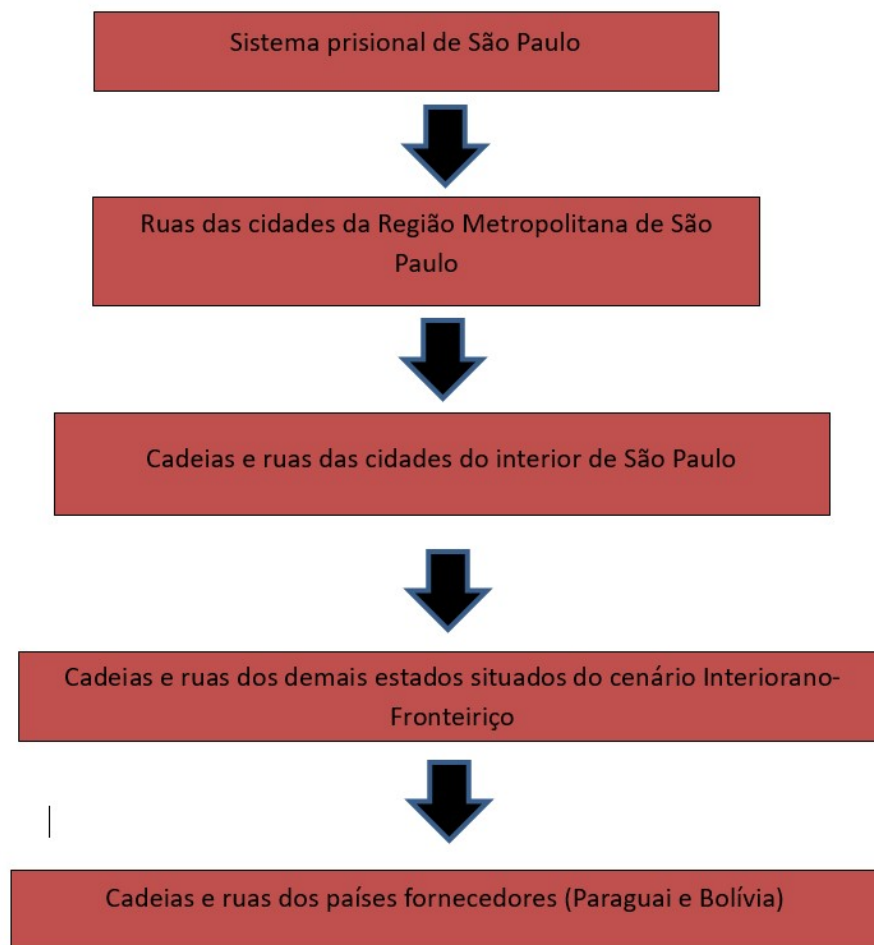 Sistema prisional de São Paulo
Ruas das cidades da Região Metropolitana de São
Paulo
Cadeias e ruas das cidades do interior de São Paulo
Cadeias e ruas dos demais estados situados do cenário Interiorano-
Fronteiriço
Cadeias e ruas dos países fornecedores (Paraguai e Bolívia)